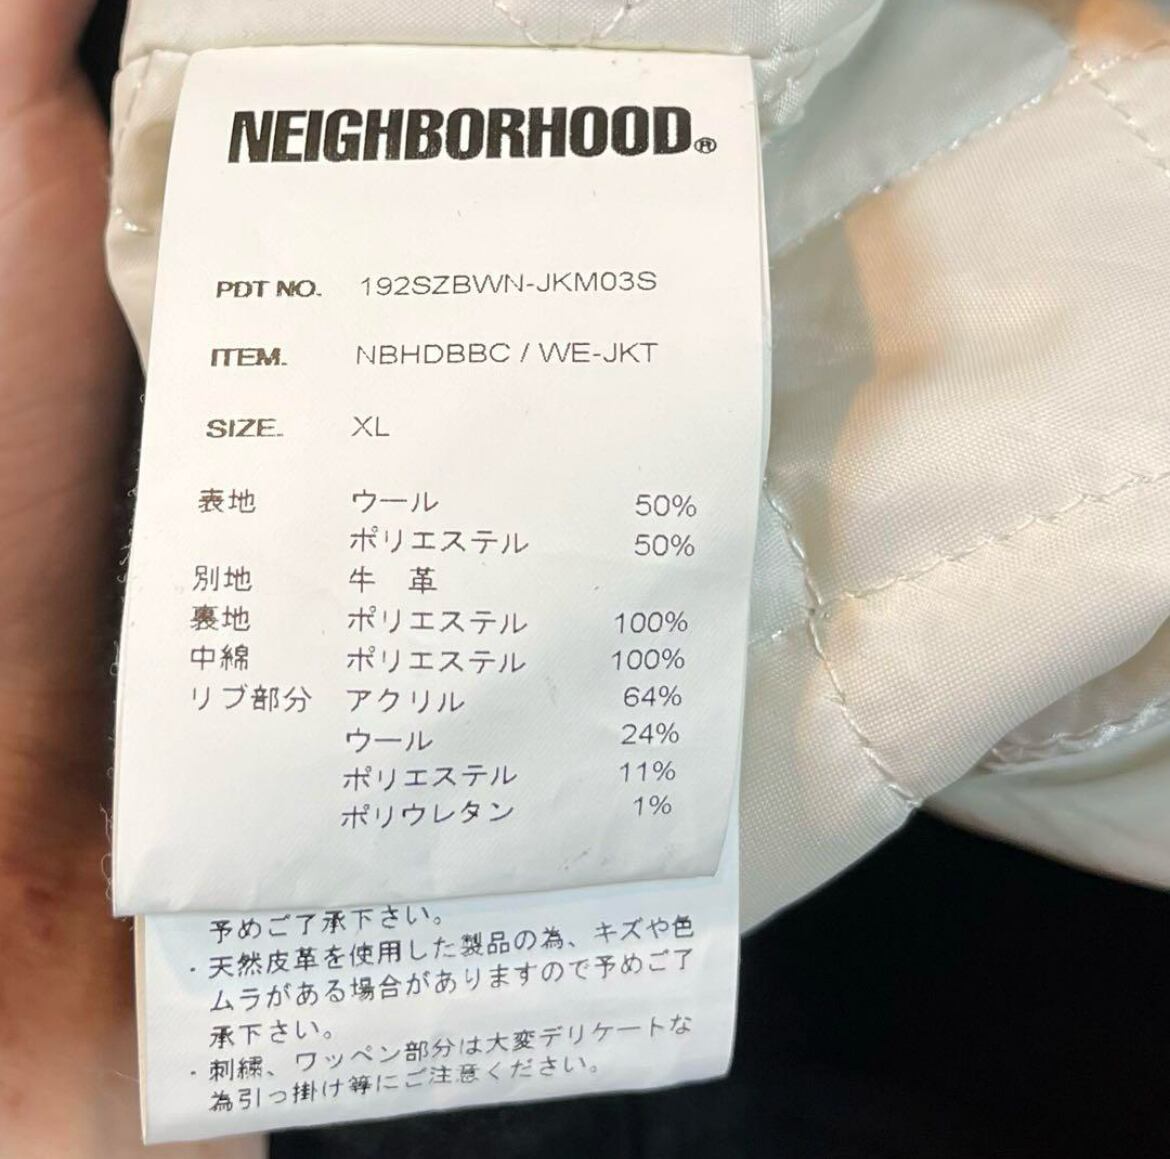 NEIGHBORHOOD®
PDT NO. 192SZBWN-JKM03S
ITEM. NBHDBBC / WE-JKT
SIZE. XL
表地 ウール 50%
ポリエステル 50%
別地 牛 革
裏地 ポリエステル 100%
中綿 ポリエステル 100%
リブ部分 アクリル 64%
ウール 24%
ポリエステル 11%
ポリウレタン 1%
予めご了承下さい。
・天然皮革を使用した製品の為、キズや色
ムラがある場合がありますので予めご了
承下さい。
・刺繍、ワッペン部分は大変デリケートな
為引っ掛け等にご注意ください。